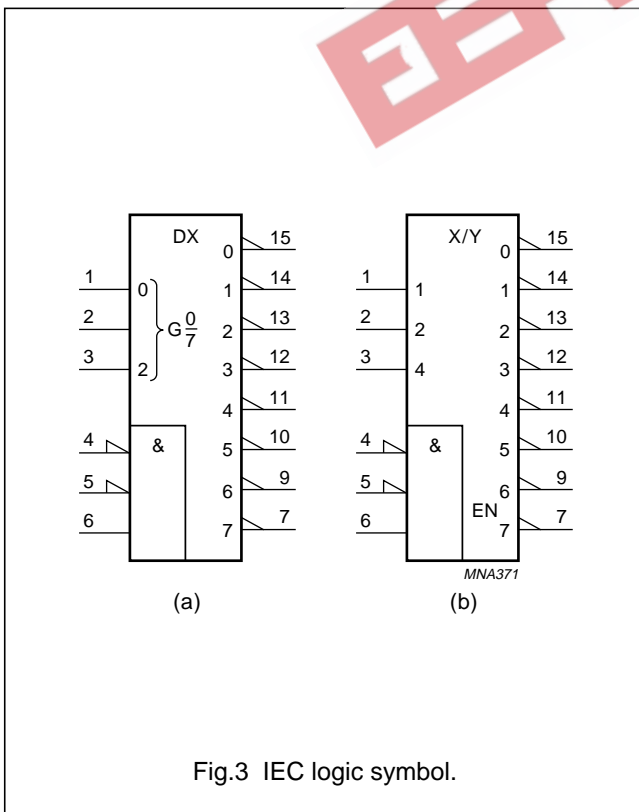 DX X/Y
0 15 0 15
1 0 1 14 1 1 1 14
2 G 0/7 2 13 2 2 2 13
3 2 3 12 3 4 3 12
4 11 4 11
4 & 5 10 4 & 5 10
5 6 9 5 6 9
6 7 7 6 EN 7 7
MNA371
(a) (b)
Fig.3 IEC logic symbol.